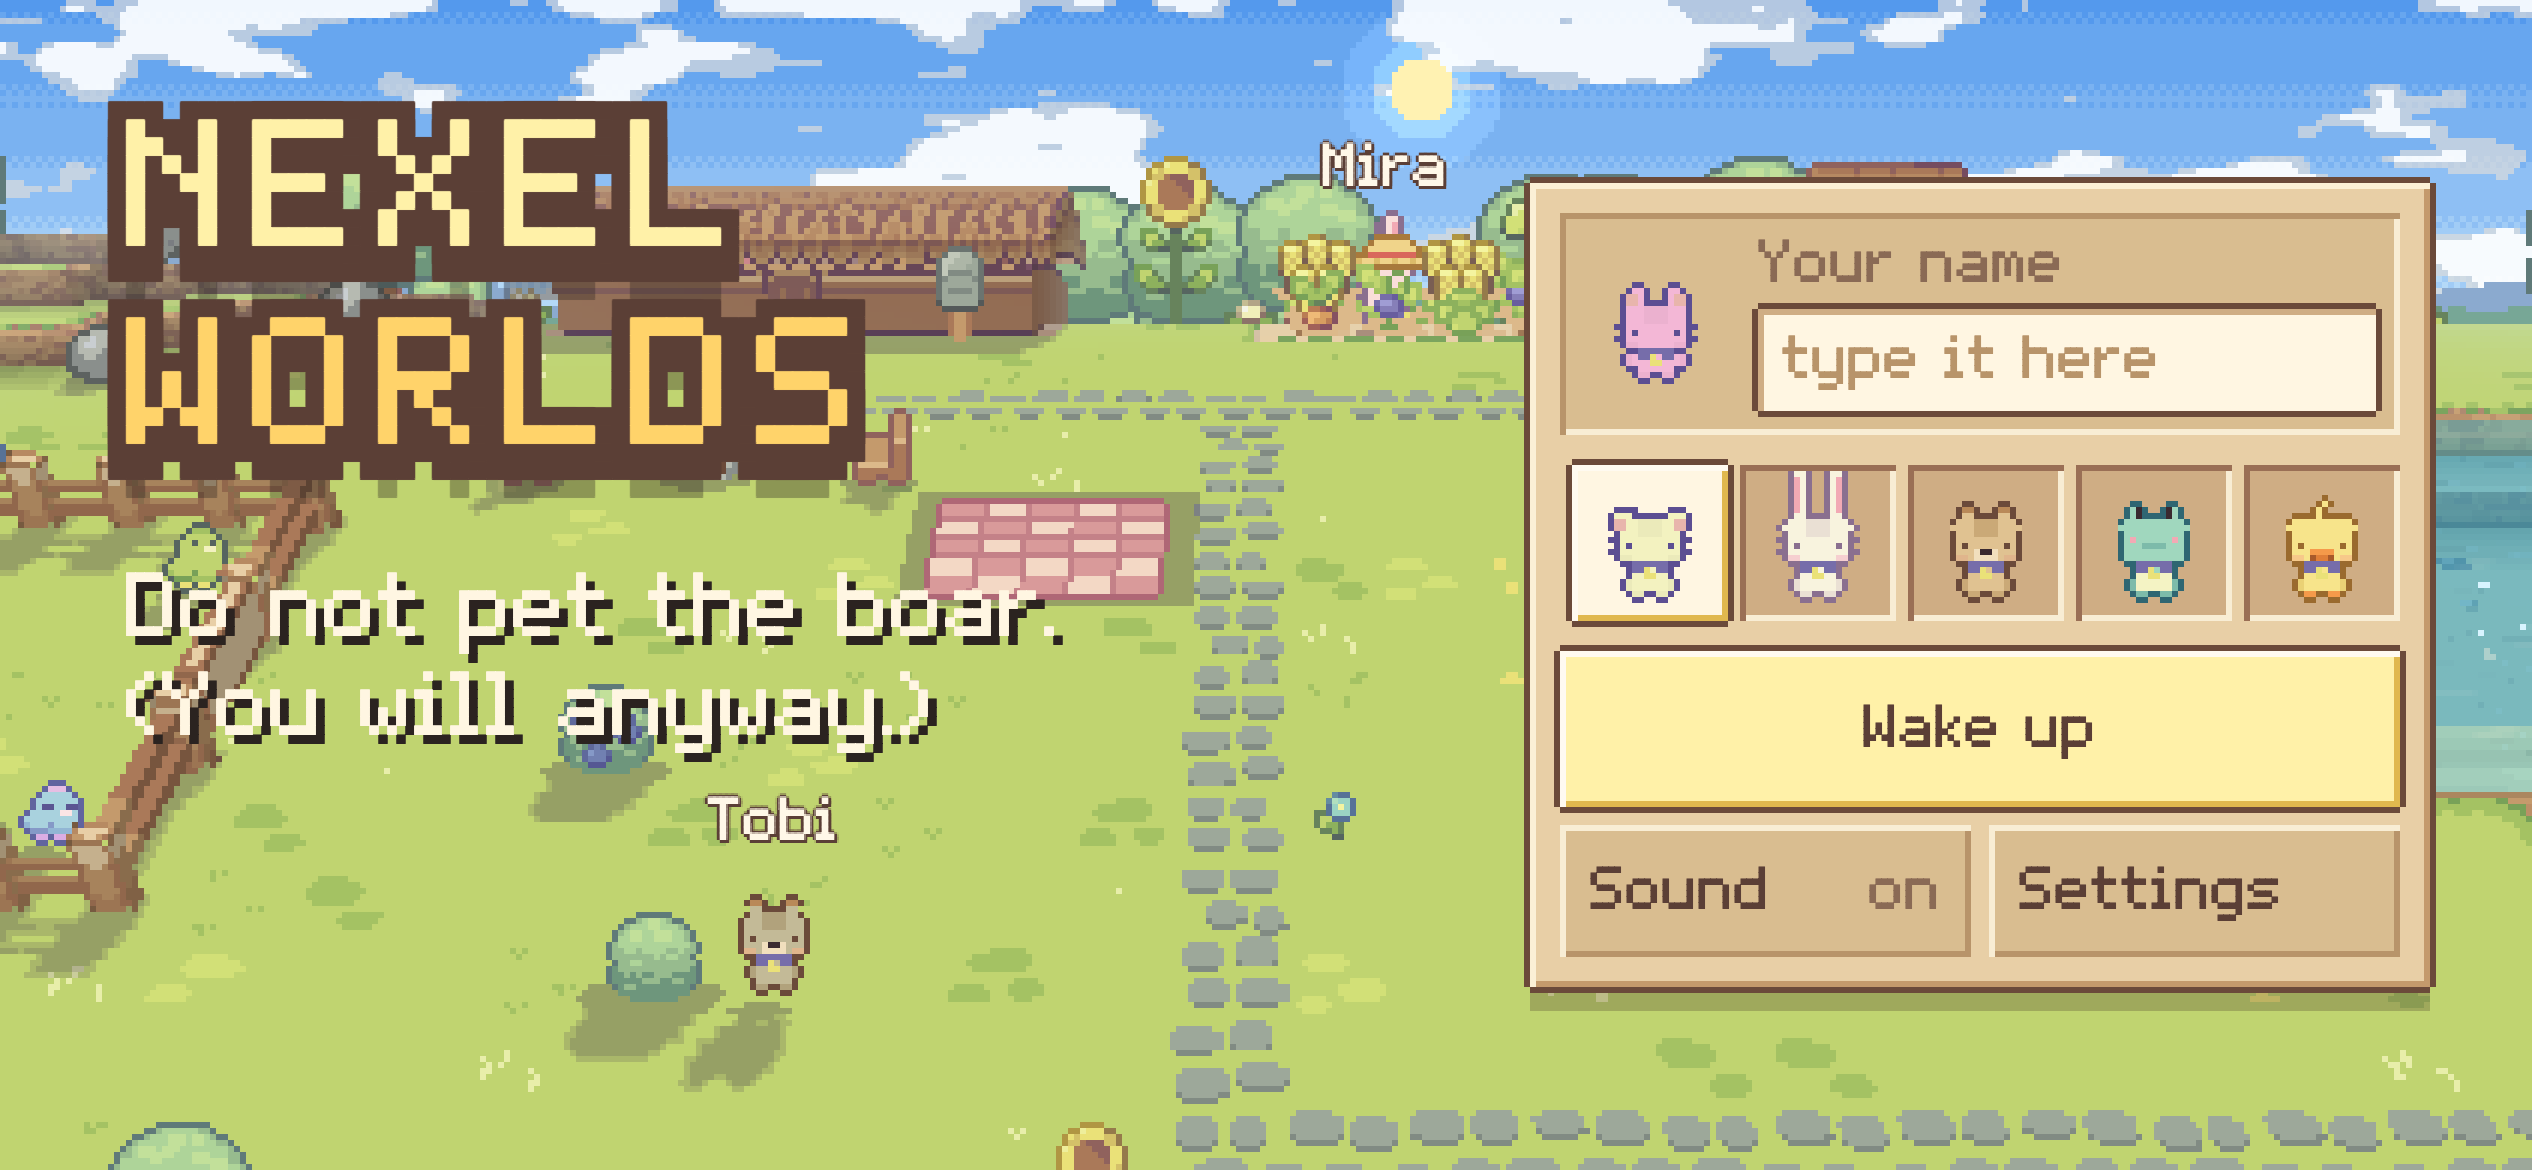 NEXEL
WORLDS
Do not pet the boar.
(You will anyway.)
Mira
Tobi
Your name
type it here
Wake up
Sound on
Settings